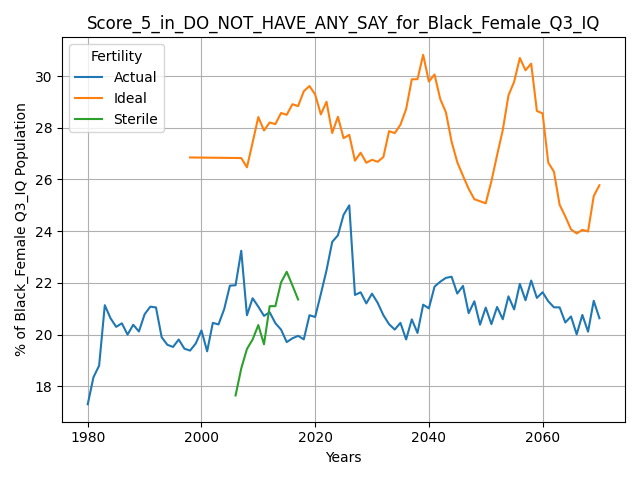 Score_5_in_DO_NOT_HAVE_ANY_SAY_for_Black_Female_Q3_IQ
Fertility
Actual
Ideal
Sterile
% of Black_Female Q3_IQ Population
30
28
26
24
22
20
18
1980
2000
2020
2040
2060
Years